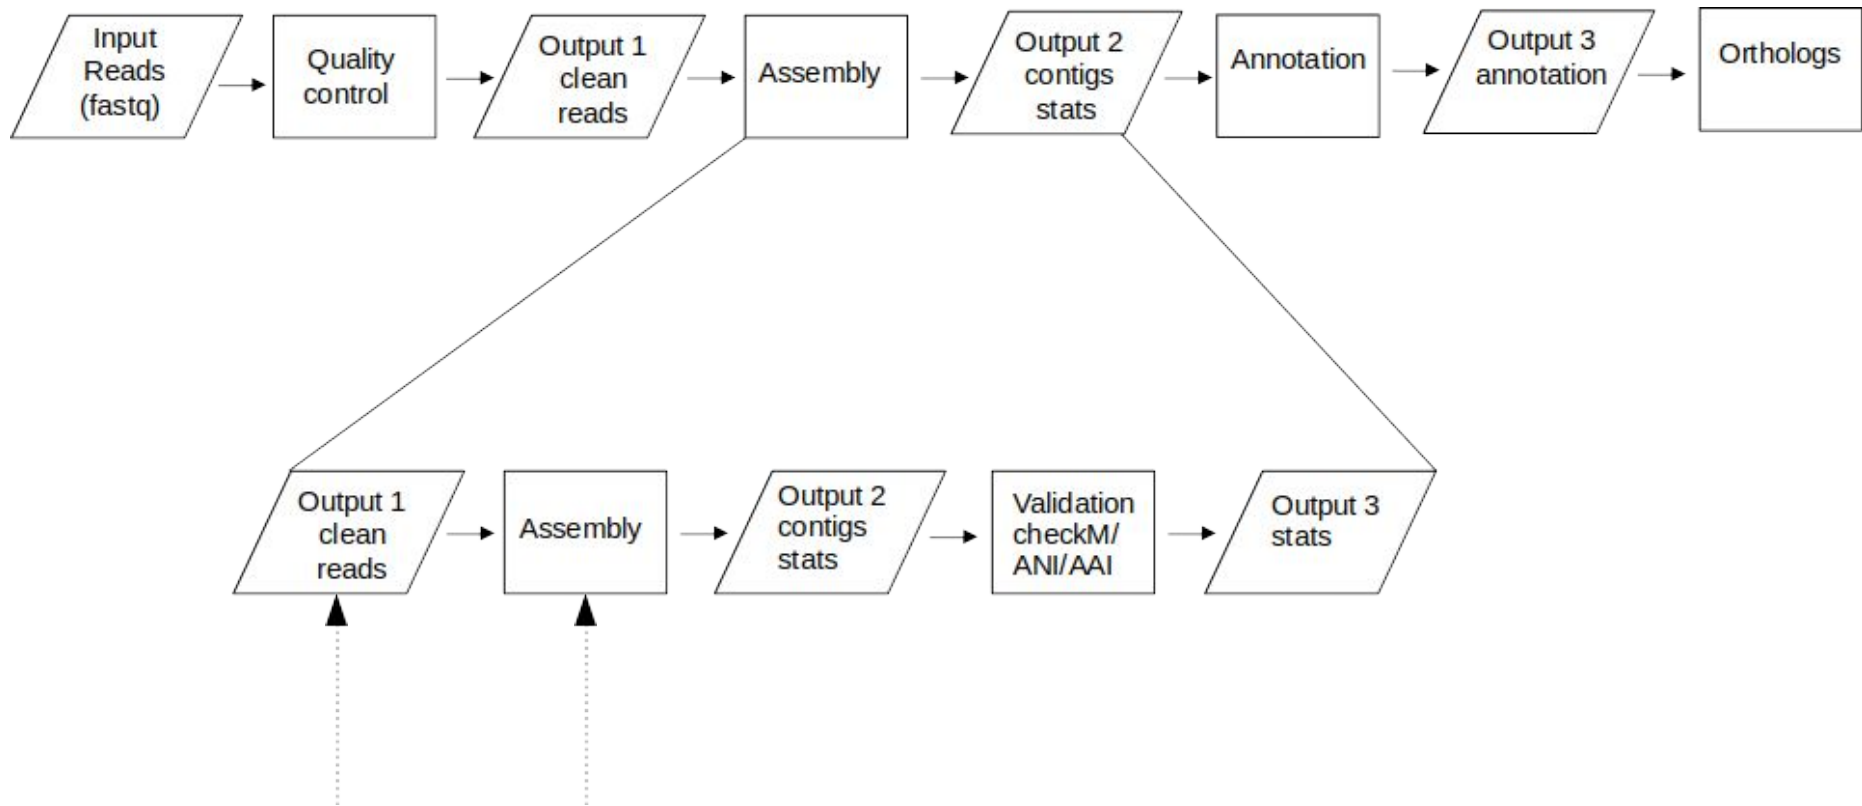 Input
Reads
(fastq)
Quality
control
Output 1
clean
reads
Assembly
Output 2
contigs
stats
Annotation
Output 3
annotation
Orthologs
Output 1
clean
reads
Assembly
Output 2
contigs
stats
Validation
checkM/
ANI/AAI
Output 3
stats